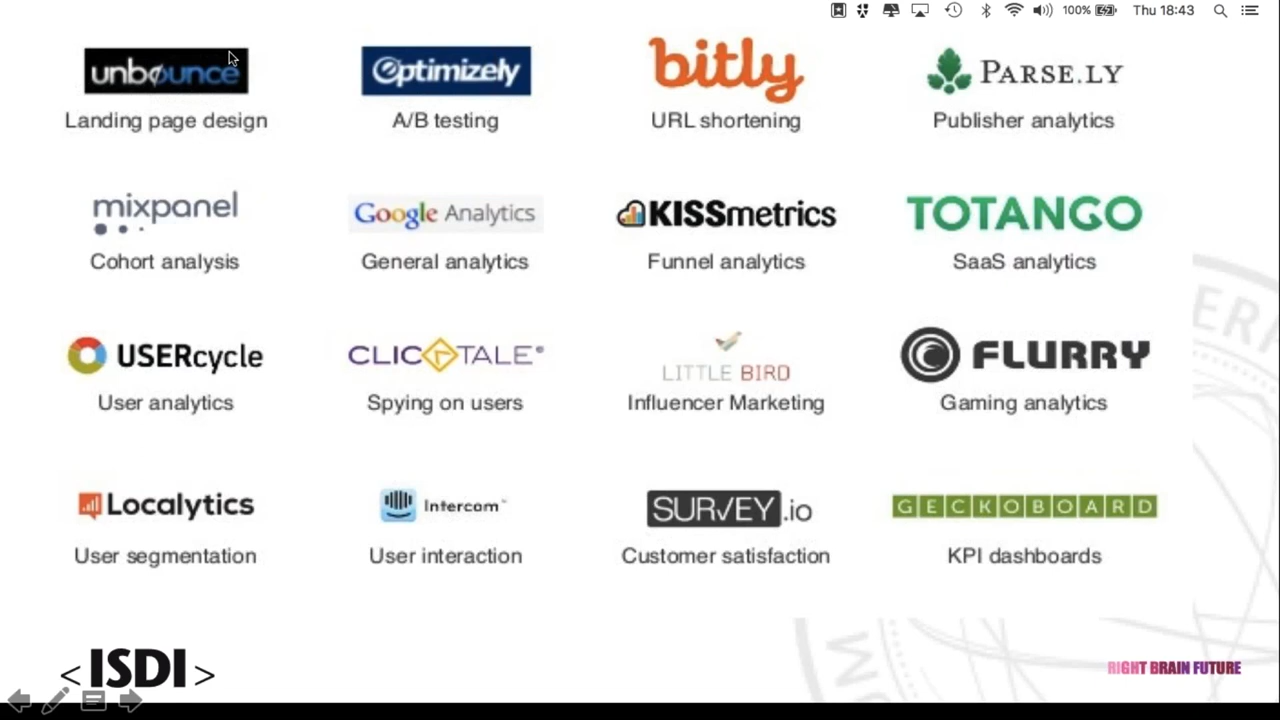 100% Thu 18:43
unbounce Optimizely bitly PARSE.LY
Landing page design A/B testing URL shortening Publisher analytics
mixpanel Google Analytics KISSmetrics TOTANGO
Cohort analysis General analytics Funnel analytics SaaS analytics
USERcycle CLICKTALE® LITTLE BIRD FLURRY
User analytics Spying on users Influencer Marketing Gaming analytics
Localytics Intercom™ SURVEY.io GECKOBOARD
User segmentation User interaction Customer satisfaction KPI dashboards
<ISDI>
RIGHT BRAIN FUTURE